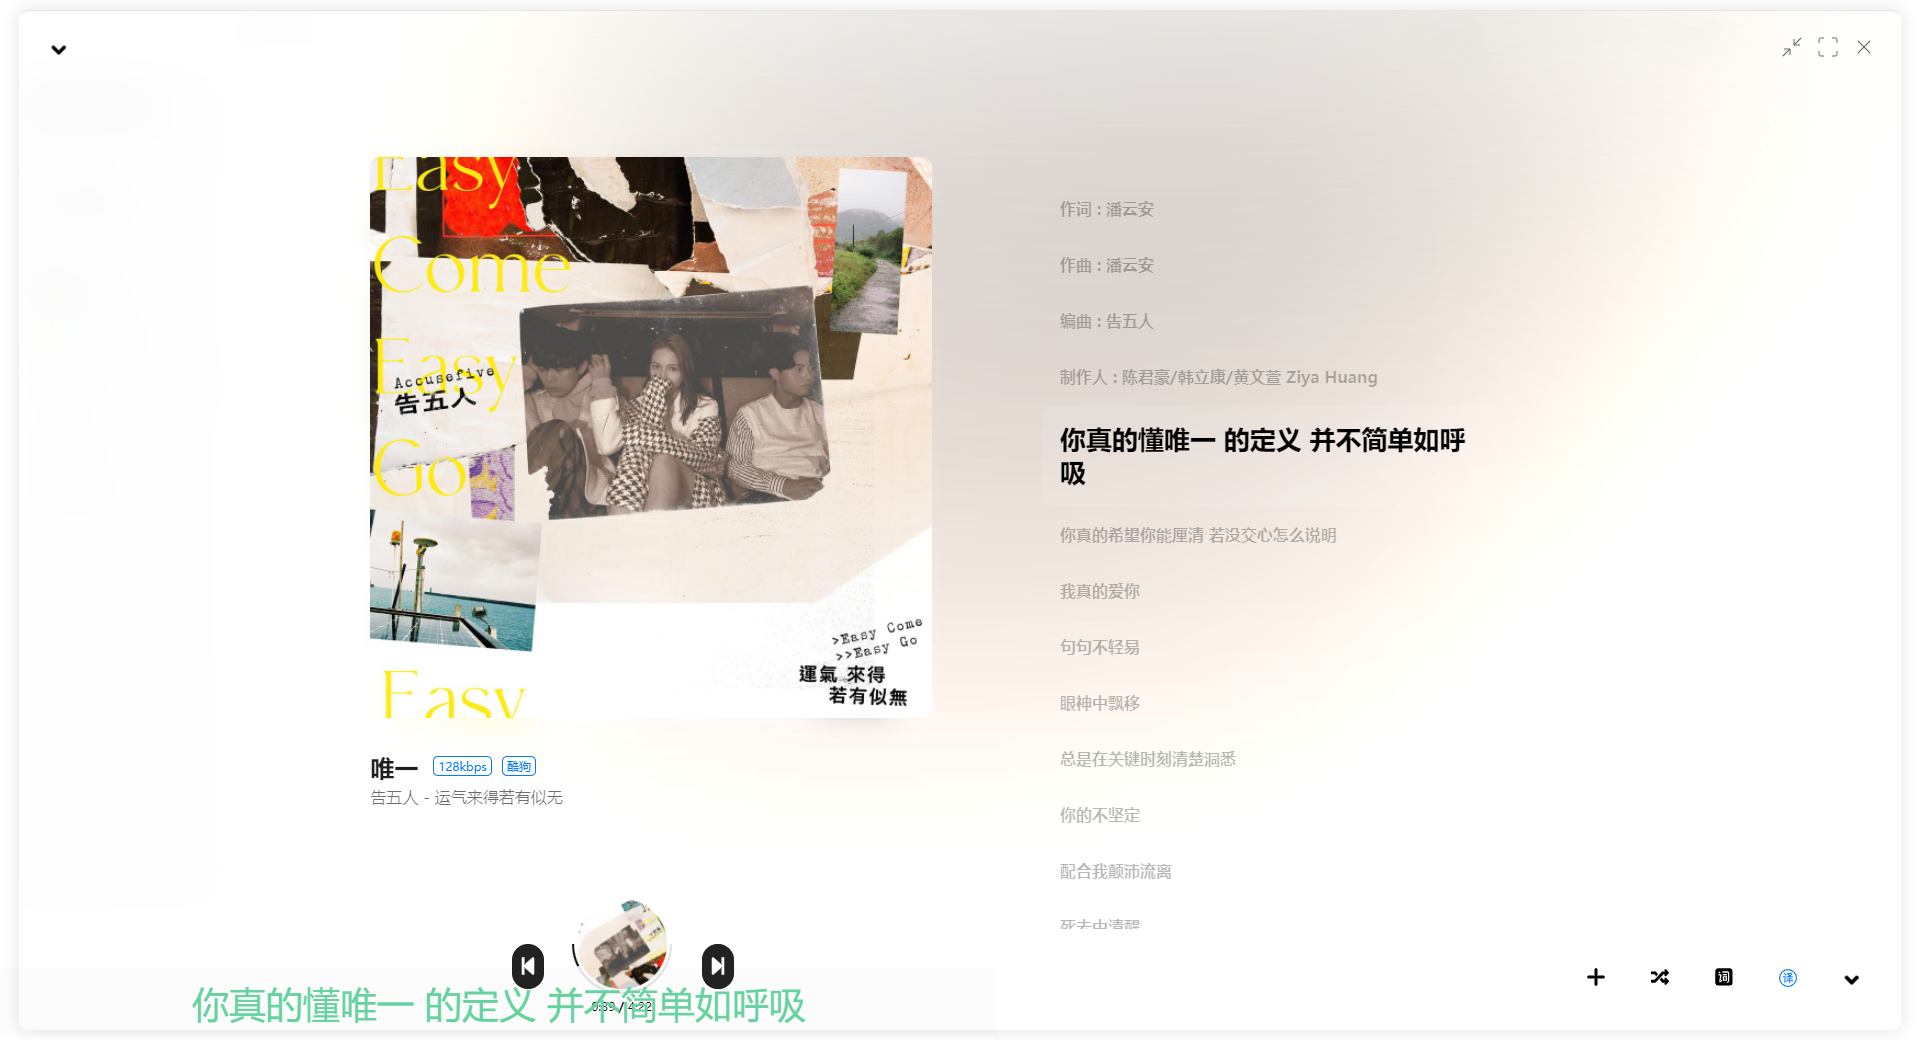 Easy
Come
Easy
Accusefive
告五人
Go
Easy
>Easy Come
>>Easy Go
運氣 來得
若有似無
唯一
128kbps
酷狗
告五人 - 运气来得若有似无
作词 : 潘云安
作曲 : 潘云安
编曲 : 告五人
制作人 : 陈君豪/韩立康/黄文萱 Ziya Huang
你真的懂唯一 的定义 并不简单如呼
吸
你真的希望你能厘清 若没交心怎么说明
我真的爱你
句句不轻易
眼神中飘移
总是在关键时刻清楚洞悉
你的不坚定
配合我颠沛流离
死去中清醒
你真的懂唯一 的定义 并不简单如呼吸
0:39 / 4:22
词
译